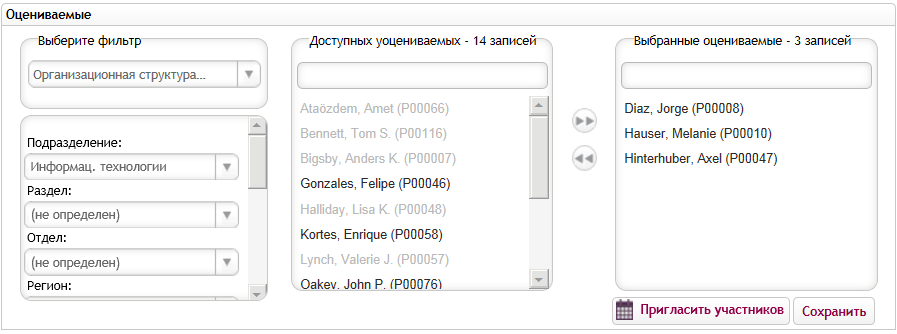 Оцениваемые
Выберите фильтр
Организационная структура...
Подразделение:
Информац. технологии
Раздел:
(не определен)
Отдел:
(не определен)
Регион:
Доступных уоцениваемых - 14 записей
Ataözdem, Amet (P00066)
Bennett, Tom S. (P00116)
Bigsby, Anders K. (P00007)
Gonzales, Felipe (P00046)
Halliday, Lisa K. (P00048)
Kortes, Enrique (P00058)
Lynch, Valerie J. (P00057)
Oakey, John P. (P00076)
Выбранные оцениваемые - 3 записей
Diaz, Jorge (P00008)
Hauser, Melanie (P00010)
Hinterhuber, Axel (P00047)
Пригласить участников
Сохранить